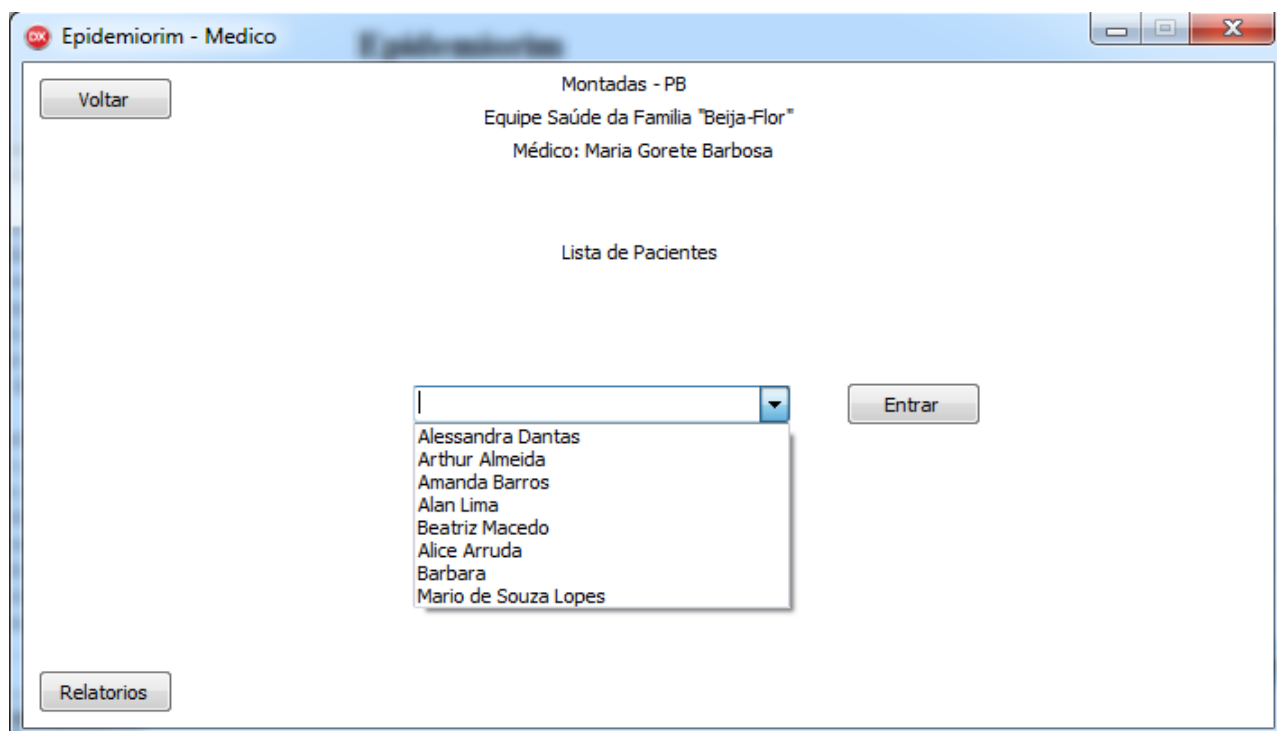 Epidemiorim - Medico
Epidemiorim
Voltar
Montadas - PB
Equipe Saúde da Familia "Beija-Flor"
Médico: Maria Gorete Barbosa
Lista de Pacientes
Entrar
Alessandra Dantas
Arthur Almeida
Amanda Barros
Alan Lima
Beatriz Macedo
Alice Arruda
Barbara
Mario de Souza Lopes
Relatorios